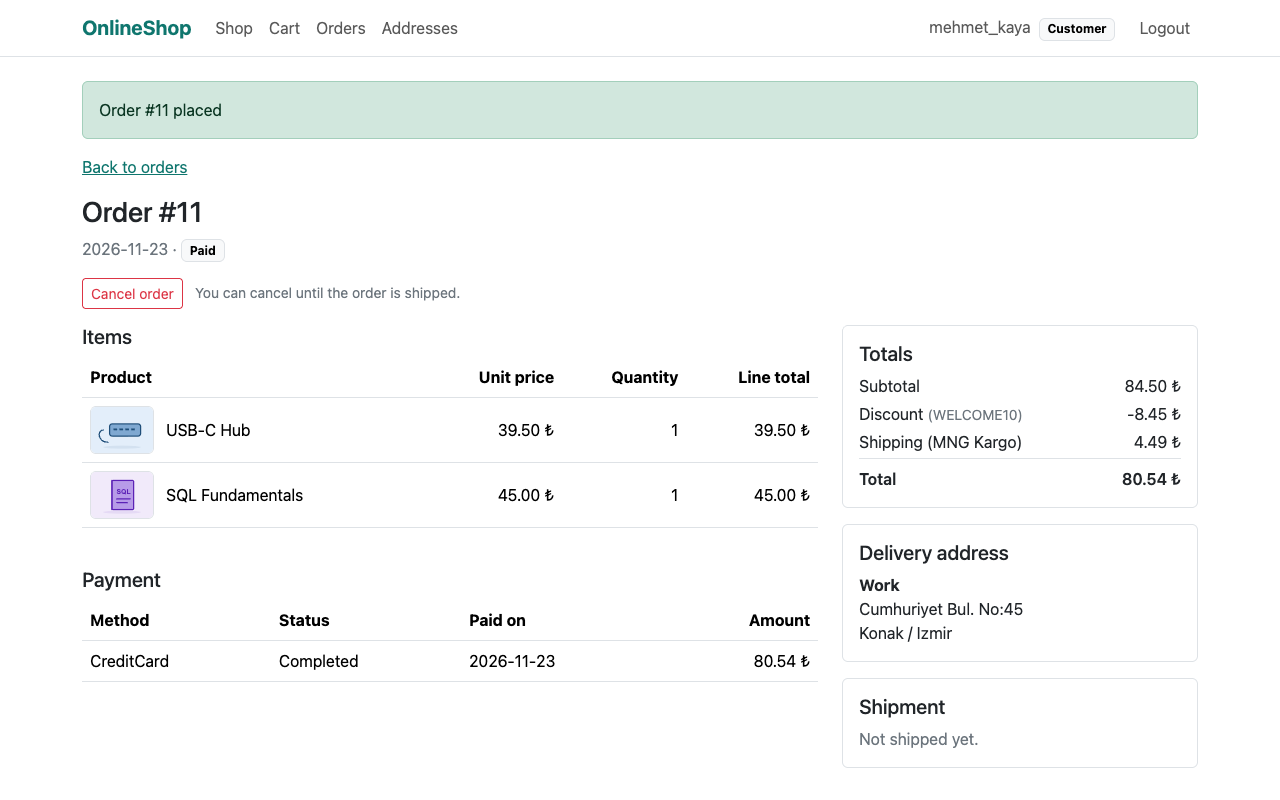 OnlineShop Shop Cart Orders Addresses mehmet_kaya Customer Logout
Order #11 placed
Back to orders
Order #11
2026-11-23 · Paid
Cancel order You can cancel until the order is shipped.
Items
Product Unit price Quantity Line total
USB-C Hub 39.50 ₺ 1 39.50 ₺
SQL
SQL Fundamentals 45.00 ₺ 1 45.00 ₺
Payment
Method Status Paid on Amount
CreditCard Completed 2026-11-23 80.54 ₺
Totals
Subtotal 84.50 ₺
Discount (WELCOME10) -8.45 ₺
Shipping (MNG Kargo) 4.49 ₺
Total 80.54 ₺
Delivery address
Work
Cumhuriyet Bul. No:45
Konak / Izmir
Shipment
Not shipped yet.